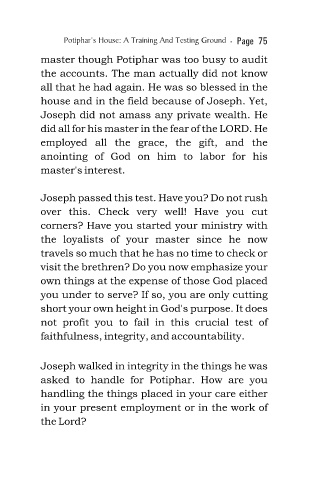 Potiphar's House: A Training And Testing Ground - Page 75
master though Potiphar was too busy to audit
the accounts. The man actually did not know
all that he had again. He was so blessed in the
house and in the field because of Joseph. Yet,
Joseph did not amass any private wealth. He
did all for his master in the fear of the LORD. He
employed all the grace, the gift, and the
anointing of God on him to labor for his
master's interest.
Joseph passed this test. Have you? Do not rush
over this. Check very well! Have you cut
corners? Have you started your ministry with
the loyalists of your master since he now
travels so much that he has no time to check or
visit the brethren? Do you now emphasize your
own things at the expense of those God placed
you under to serve? If so, you are only cutting
short your own height in God's purpose. It does
not profit you to fail in this crucial test of
faithfulness, integrity, and accountability.
Joseph walked in integrity in the things he was
asked to handle for Potiphar. How are you
handling the things placed in your care either
in your present employment or in the work of
the Lord?